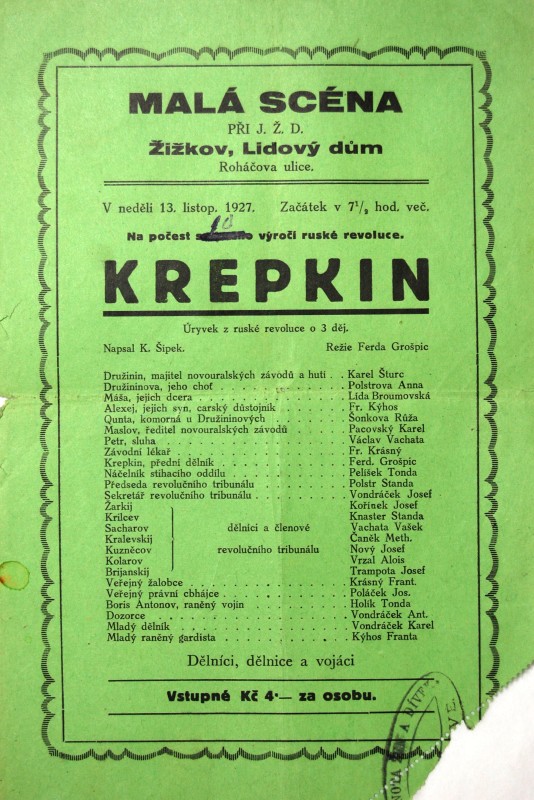 MALÁ SCÉNA
PŘI J. Ž. D.
Žižkov, Lidový dům
Roháčova ulice.
V neděli 13. listop. 1927. Začátek v 7½ hod. več.
Na počest 10 výročí ruské revoluce.
KREPKIN
Úryvek z ruské revoluce o 3 děj.
Napsal K. Šipek. Režie Ferda Grošpic
Družinin, majitel novouralských závodů a hutí . . Karel Šturc
Družininova, jeho choť . . . . . . . . . . . Polstrova Anna
Máša, jejich dcera . . . . . . . . . . . . . Lída Broumovská
Alexej, jejich syn, carský důstojník . . . . . . . Fr. Kýhos
Qunta, komorná u Družininových . . . . . . . . Šonkova Růža
Maslov, ředitel novouralských závodů . . . . . . Pacovský Karel
Petr, sluha . . . . . . . . . . . . . . . Václav Vachata
Závodní lékař . . . . . . . . . . . . . . Fr. Krásný
Krepkin, přední dělník . . . . . . . . . . . Ferd. Grošpic
Náčelník stíhacího oddílu . . . . . . . . . . Pelíšek Tonda
Předseda revolučního tribunálu . . . . . . . . Polstr Standa
Sekretář revolučního tribunálu . . . . . . . . Vondráček Josef
Žarkij Kořínek Josef
Krilcev Knaster Standa
Sacharov dělníci a členové Vachata Vašek
Kralevskij Čaněk Meth.
Kuzněcov revolučního tribunálu Nový Josef
Kolarov Vrzal Alois
Brijanskij Trampota Josef
Veřejný žalobce . . . . . . . . . . . . . Krásný Frant.
Veřejný právní cbhájce . . . . . . . . . . . Poláček Jos.
Boris Antonov, raněný vojín . . . . . . . . . Holík Tonda
Dozorce . . . . . . . . . . . . . . . . Vondráček Ant.
Mladý dělník . . . . . . . . . . . . . . Vondráček Karel
Mladý raněný gardista . . . . . . . . . . . Kýhos Franta
Dělníci, dělnice a vojáci
Vstupné Kč 4·— za osobu.
A DÍVE